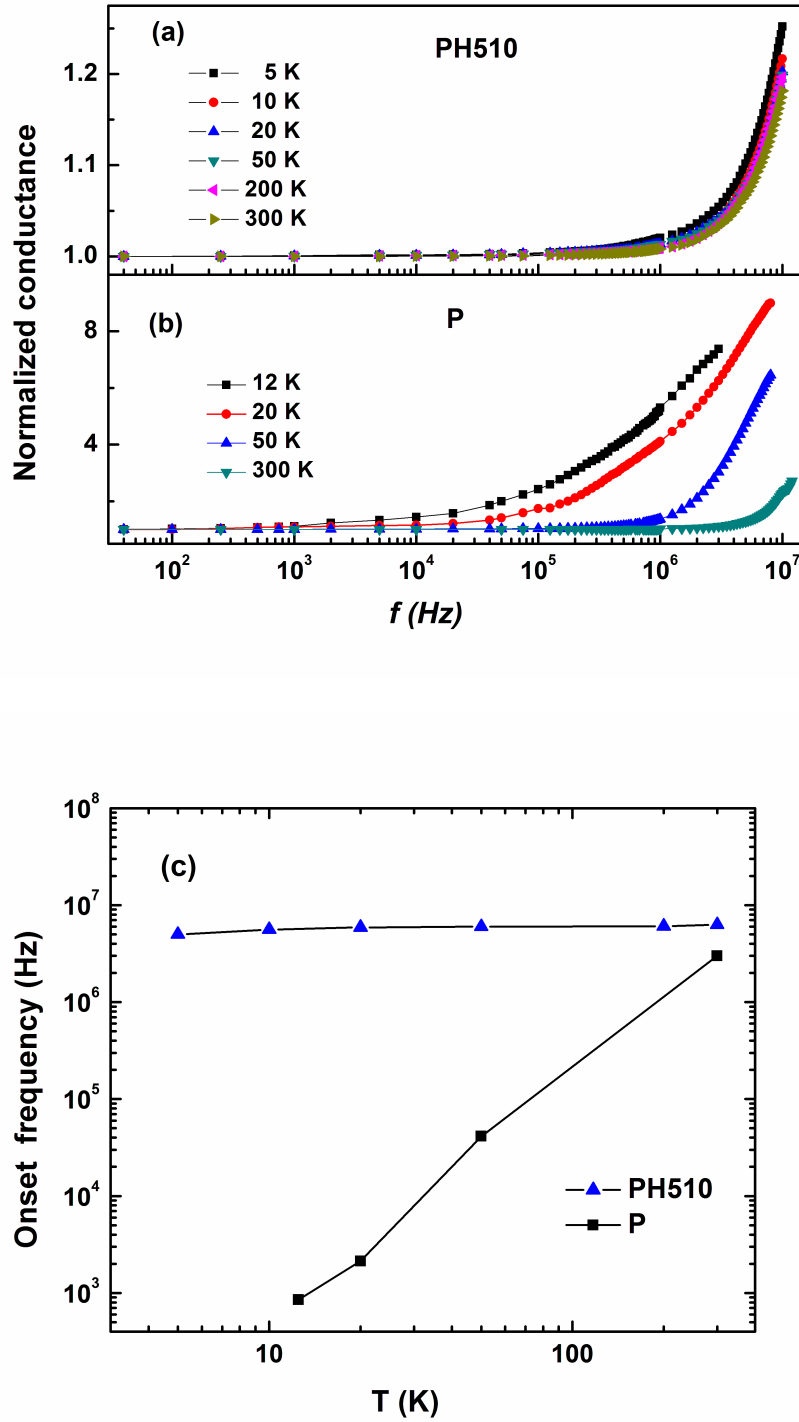 (a)
PH510
5 K
10 K
20 K
50 K
200 K
300 K
1.2
1.1
1.0
Normalized conductance
(b)
P
12 K
20 K
50 K
300 K
8
4
10² 10³ 10⁴ 10⁵ 10⁶ 10⁷
f (Hz)
(c)
10⁸
10⁷
10⁶
10⁵
10⁴
10³
Onset frequency (Hz)
PH510
P
10 100
T (K)